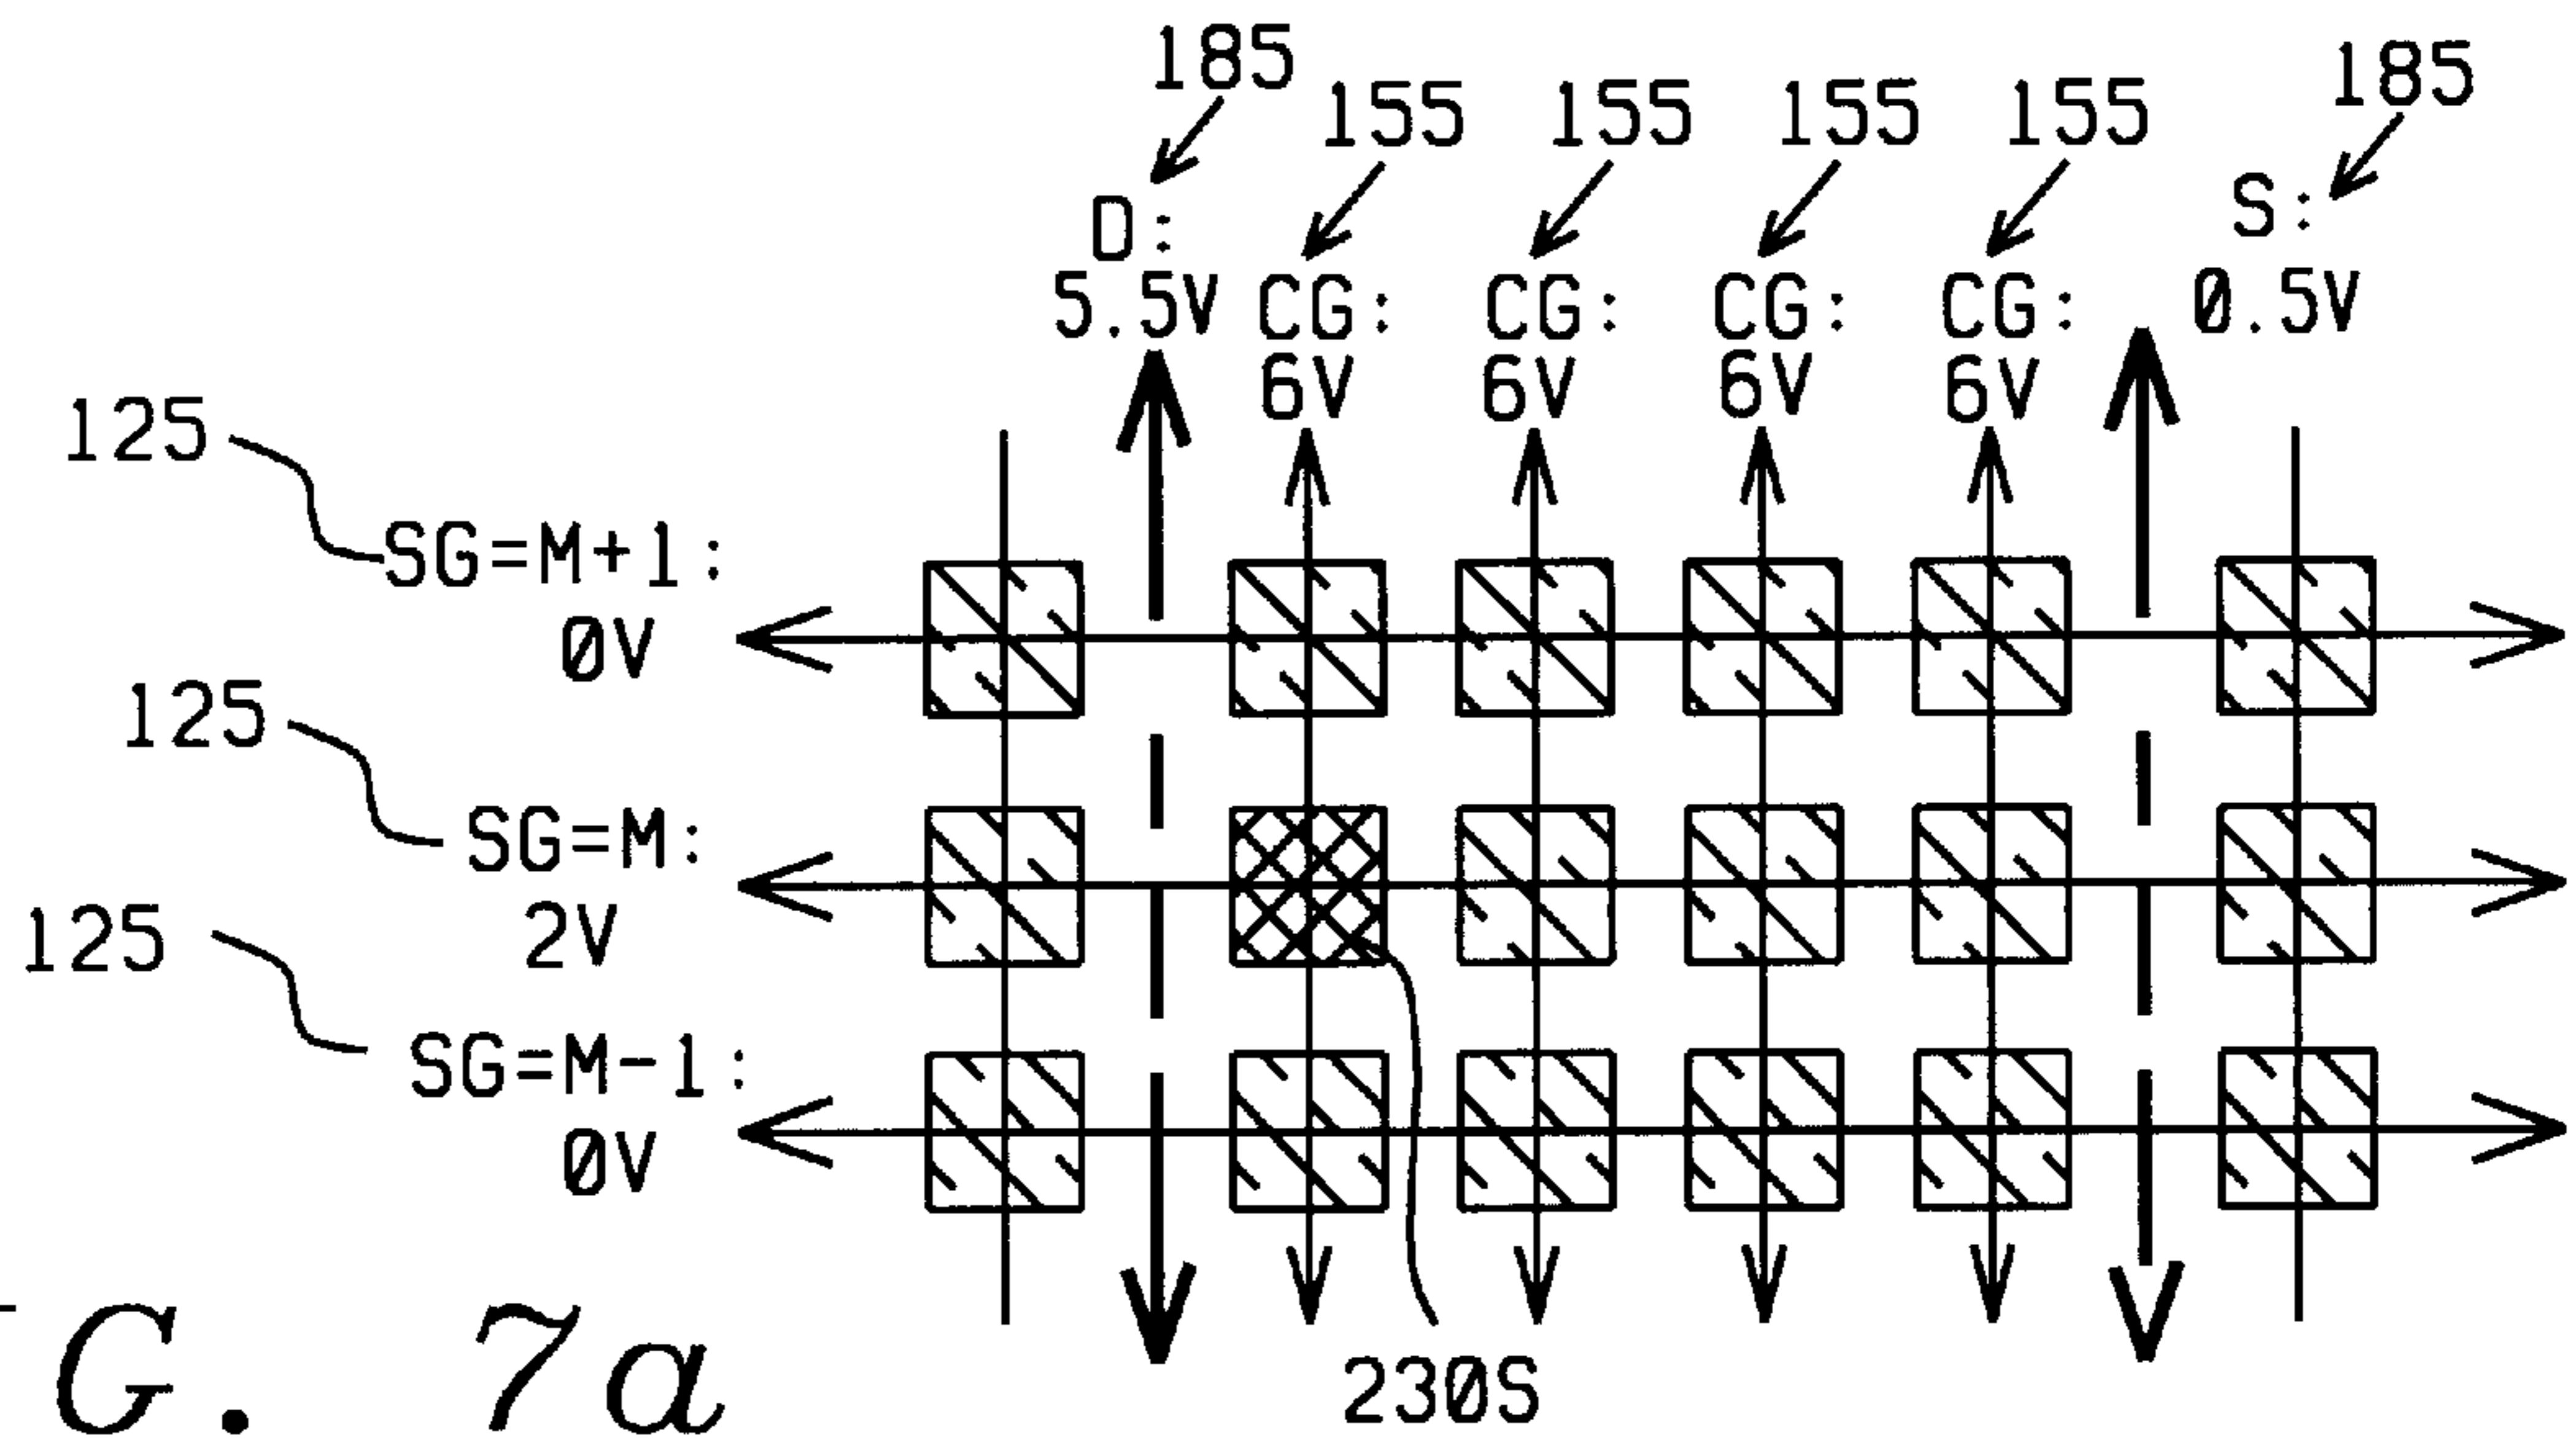 185
185
155 155 155 155
D:
S:
5.5V
0.5V
CG: CG: CG: CG:
6V 6V 6V 6V
125
SG=M+1:
0V
125
SG=M:
2V
125
SG=M-1:
0V
230S
G. 7a